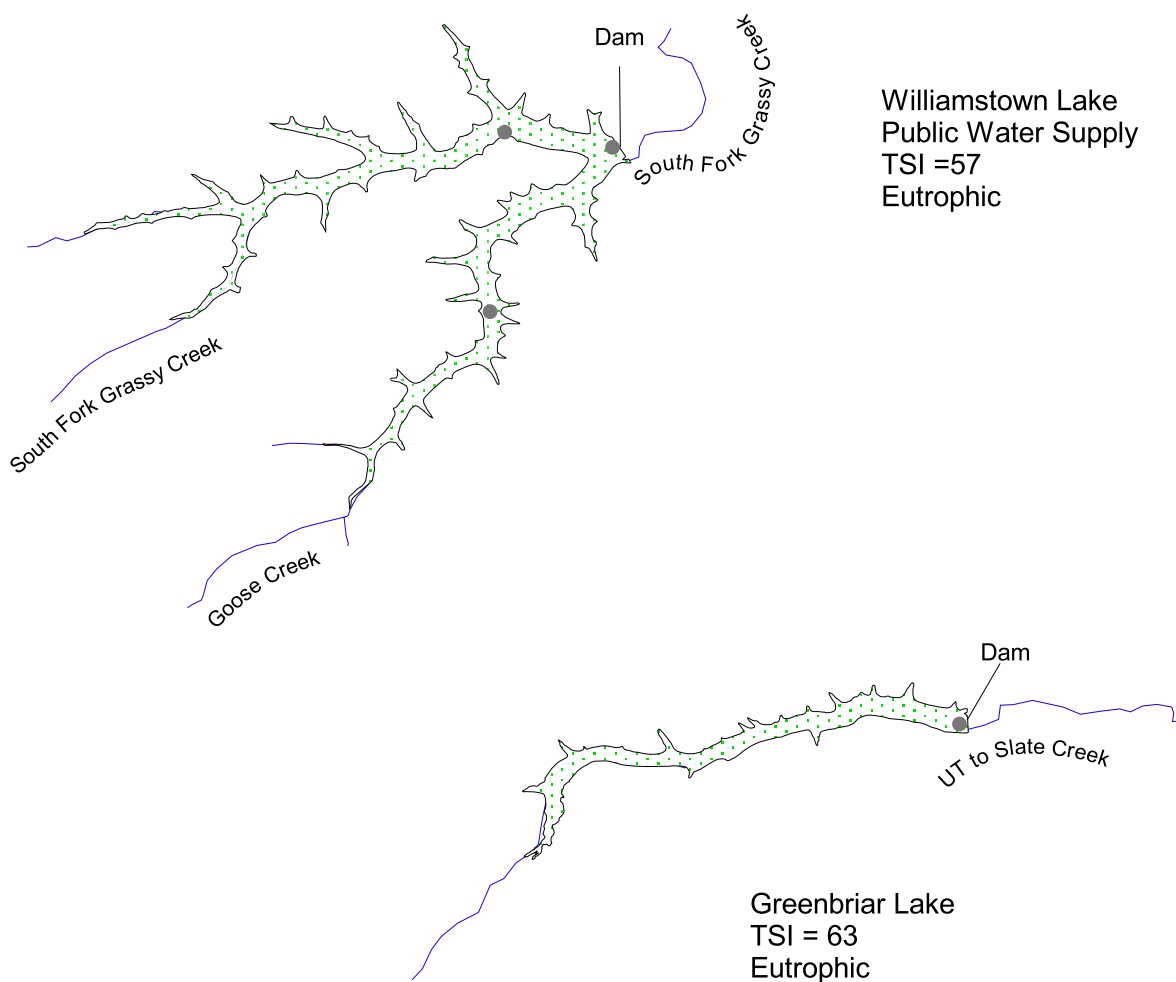 Dam
South Fork Grassy Creek
Williamstown Lake
Public Water Supply
TSI =57
Eutrophic
South Fork Grassy Creek
Goose Creek
Dam
UT to Slate Creek
Greenbriar Lake
TSI = 63
Eutrophic